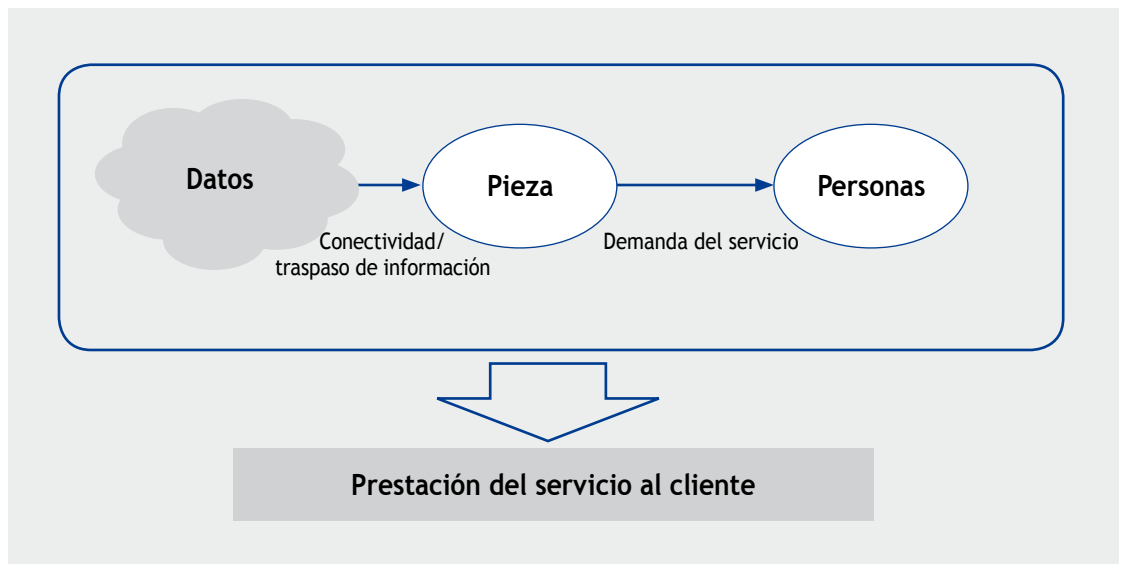 Datos
Pieza
Personas
Conectividad/
traspaso de información
Demanda del servicio
Prestación del servicio al cliente